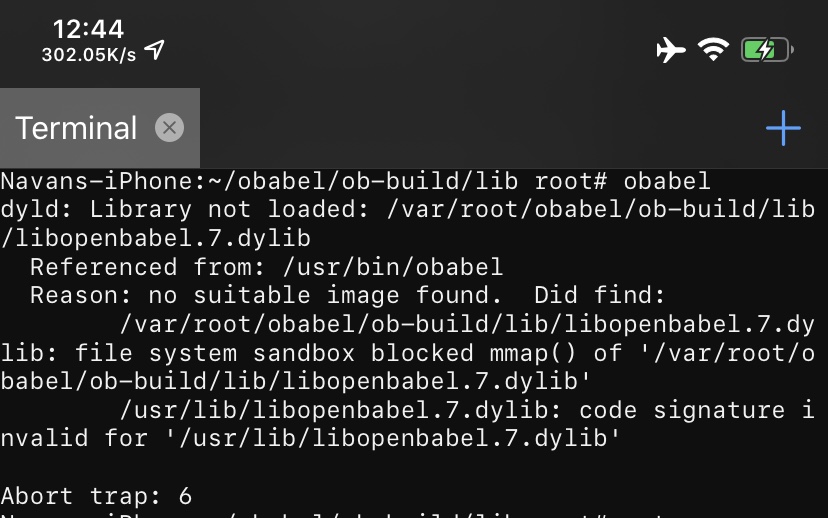 12:44
302.05K/s
Terminal
Navans-iPhone:~/obabel/ob-build/lib root# obabel
dyld: Library not loaded: /var/root/obabel/ob-build/lib
/libopenbabel.7.dylib
  Referenced from: /usr/bin/obabel
  Reason: no suitable image found.  Did find:
        /var/root/obabel/ob-build/lib/libopenbabel.7.dy
lib: file system sandbox blocked mmap() of '/var/root/o
babel/ob-build/lib/libopenbabel.7.dylib'
        /usr/lib/libopenbabel.7.dylib: code signature i
nvalid for '/usr/lib/libopenbabel.7.dylib'
Abort trap: 6